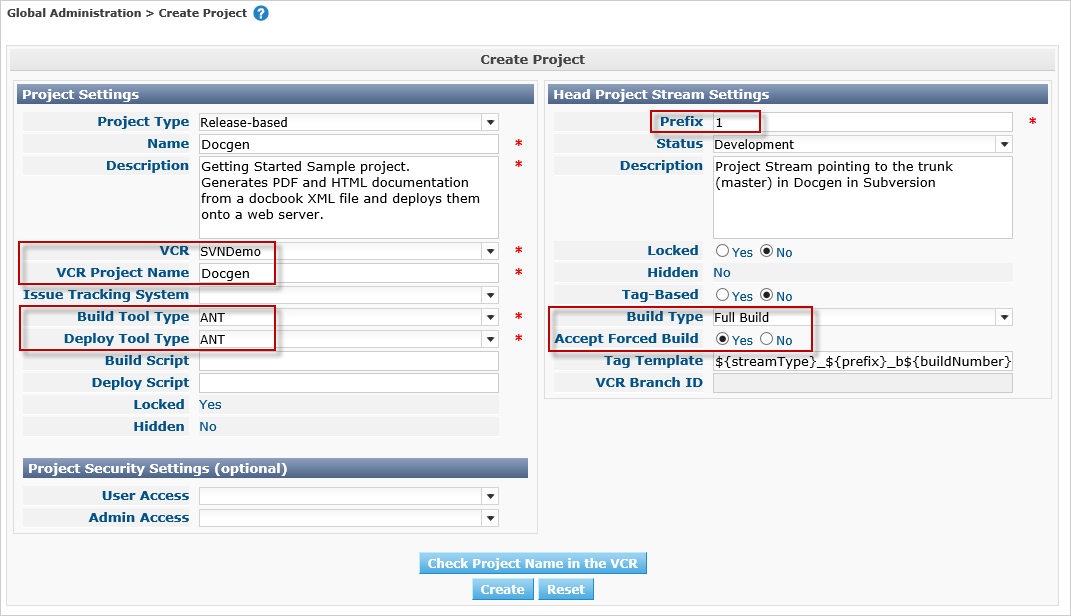 Global Administration > Create Project ?
Create Project
Project Settings
Project Type Release-based
Name Docgen *
Description Getting Started Sample project. *
Generates PDF and HTML documentation
from a docbook XML file and deploys them
onto a web server.
VCR SVNDemo *
VCR Project Name Docgen *
Issue Tracking System
Build Tool Type ANT *
Deploy Tool Type ANT *
Build Script
Deploy Script
Locked Yes
Hidden No
Project Security Settings (optional)
User Access
Admin Access
Head Project Stream Settings
Prefix 1 *
Status Development
Description Project Stream pointing to the trunk
(master) in Docgen in Subversion
Locked Yes No
Hidden No
Tag-Based Yes No
Build Type Full Build
Accept Forced Build Yes No
Tag Template ${streamType}_${prefix}_b${buildNumber}
VCR Branch ID
Check Project Name in the VCR
Create Reset